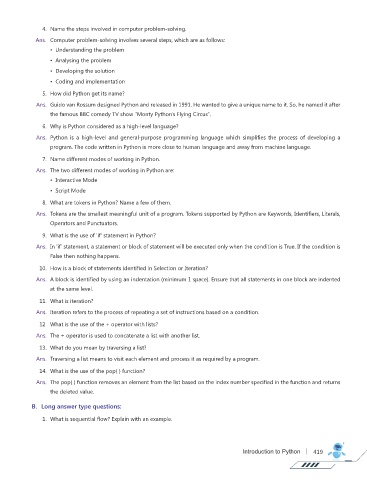 4. Name the steps involved in computer problem-solving.
Ans. Computer problem-solving involves several steps, which are as follows:
• Understanding the problem
• Analysing the problem
• Developing the solution
• Coding and implementation
5. How did Python get its name?
Ans. Guido van Rossum designed Python and released in 1991. He wanted to give a unique name to it. So, he named it after
the famous BBC comedy TV show "Monty Python's Flying Circus".
6. Why is Python considered as a high-level language?
Ans. Python is a high-level and general-purpose programming language which simplifies the process of developing a
program. The code written in Python is more close to human language and away from machine language.
7. Name different modes of working in Python.
Ans. The two different modes of working in Python are:
• Interactive Mode
• Script Mode
8. What are tokens in Python? Name a few of them.
Ans. Tokens are the smallest meaningful unit of a program. Tokens supported by Python are Keywords, Identifiers, Literals,
Operators and Punctuators.
9. What is the use of 'if' statement in Python?
Ans. In 'if' statement, a statement or block of statement will be executed only when the condition is True. If the condition is
False then nothing happens.
10. How is a block of statements identified in Selection or Iteration?
Ans. A block is identified by using an indentation (minimum 1 space). Ensure that all statements in one block are indented
at the same level.
11. What is iteration?
Ans. Iteration refers to the process of repeating a set of instructions based on a condition.
12. What is the use of the + operator with lists?
Ans. The + operator is used to concatenate a list with another list.
13. What do you mean by traversing a list?
Ans. Traversing a list means to visit each element and process it as required by a program.
14. What is the use of the pop( ) function?
Ans. The pop( ) function removes an element from the list based on the index number specified in the function and returns
the deleted value.
B. Long answer type questions:
1. What is sequential flow? Explain with an example.
Introduction to Python | 419